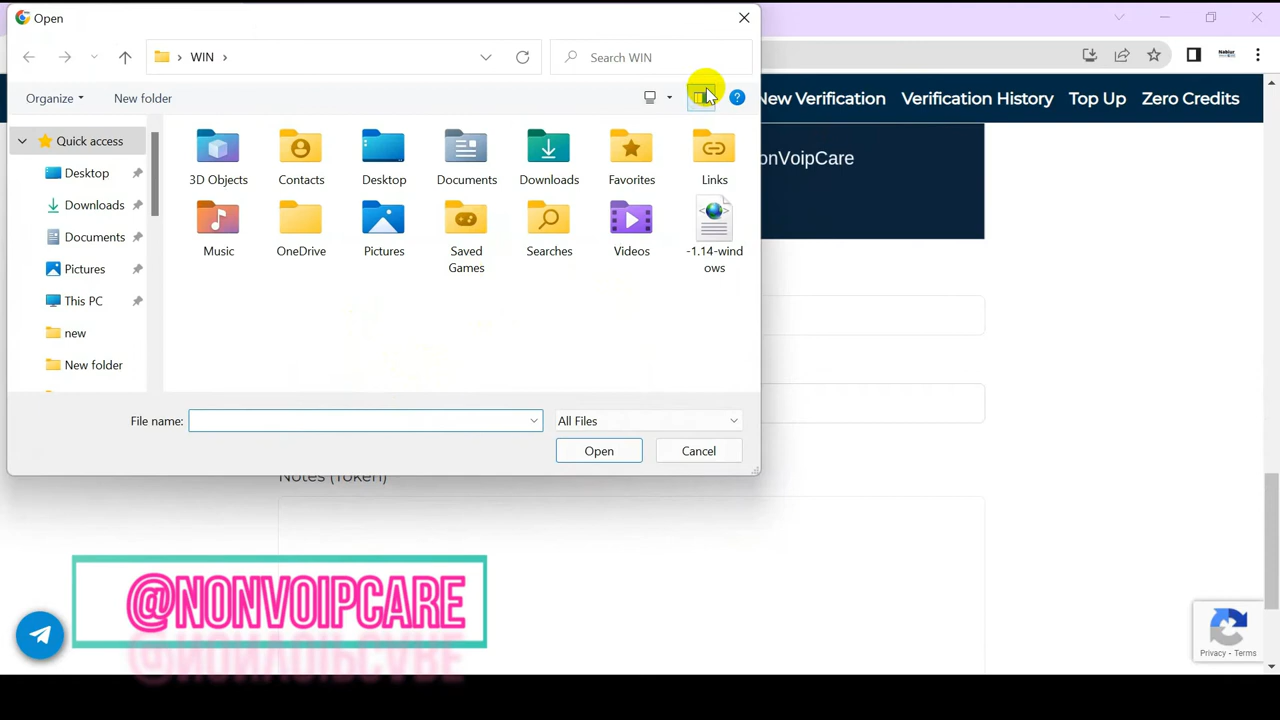 Open
WIN
Search WIN
Organize
New folder
New Verification
Verification History
Top Up
Zero Credits
Quick access
Desktop
Downloads
Documents
Pictures
This PC
new
New folder
3D Objects
Contacts
Desktop
Documents
Downloads
Favorites
Links
Music
OneDrive
Pictures
Saved
Games
Searches
Videos
-1.14-wind
ows
onVoipCare
File name:
All Files
Open
Cancel
Notes (Token)
@NONVOIPCARE
Privacy - Terms